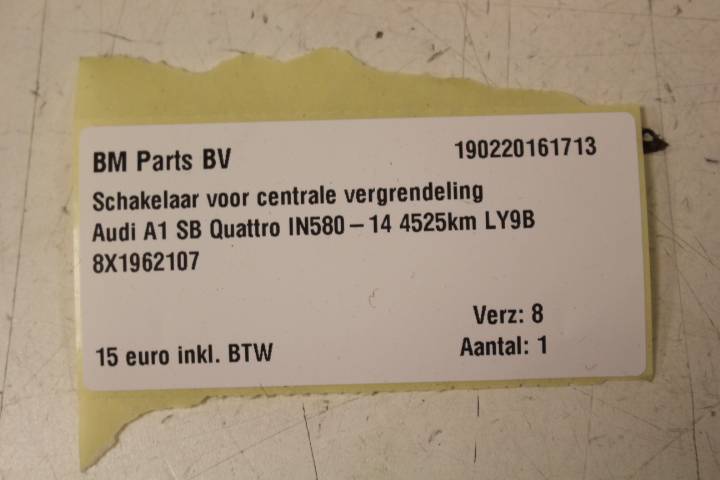 BM Parts BV 190220161713
Schakelaar voor centrale vergrendeling
Audi A1 SB Quattro IN580 – 14 4525km LY9B
8X1962107
Verz: 8
15 euro inkl. BTW Aantal: 1